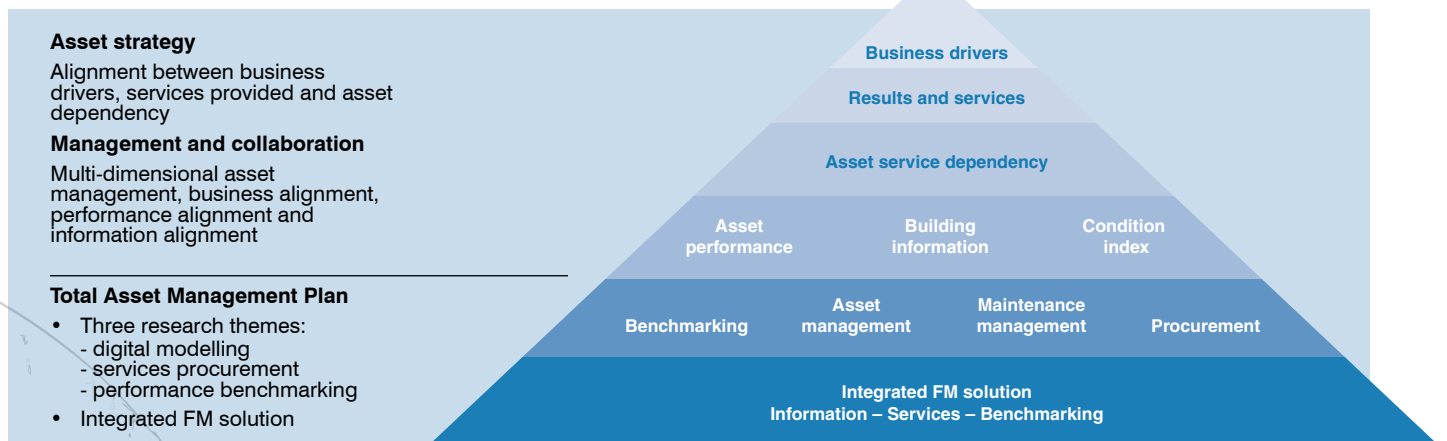 Asset strategy
Alignment between business
drivers, services provided and asset
dependency
Management and collaboration
Multi-dimensional asset
management, business alignment,
performance alignment and
information alignment
Total Asset Management Plan
• Three research themes:
- digital modelling
- services procurement
- performance benchmarking
• Integrated FM solution
Business drivers
Results and services
Asset service dependency
Asset
performance
Building
information
Condition
index
Benchmarking
Asset
management
Maintenance
management
Procurement
Integrated FM solution
Information – Services – Benchmarking